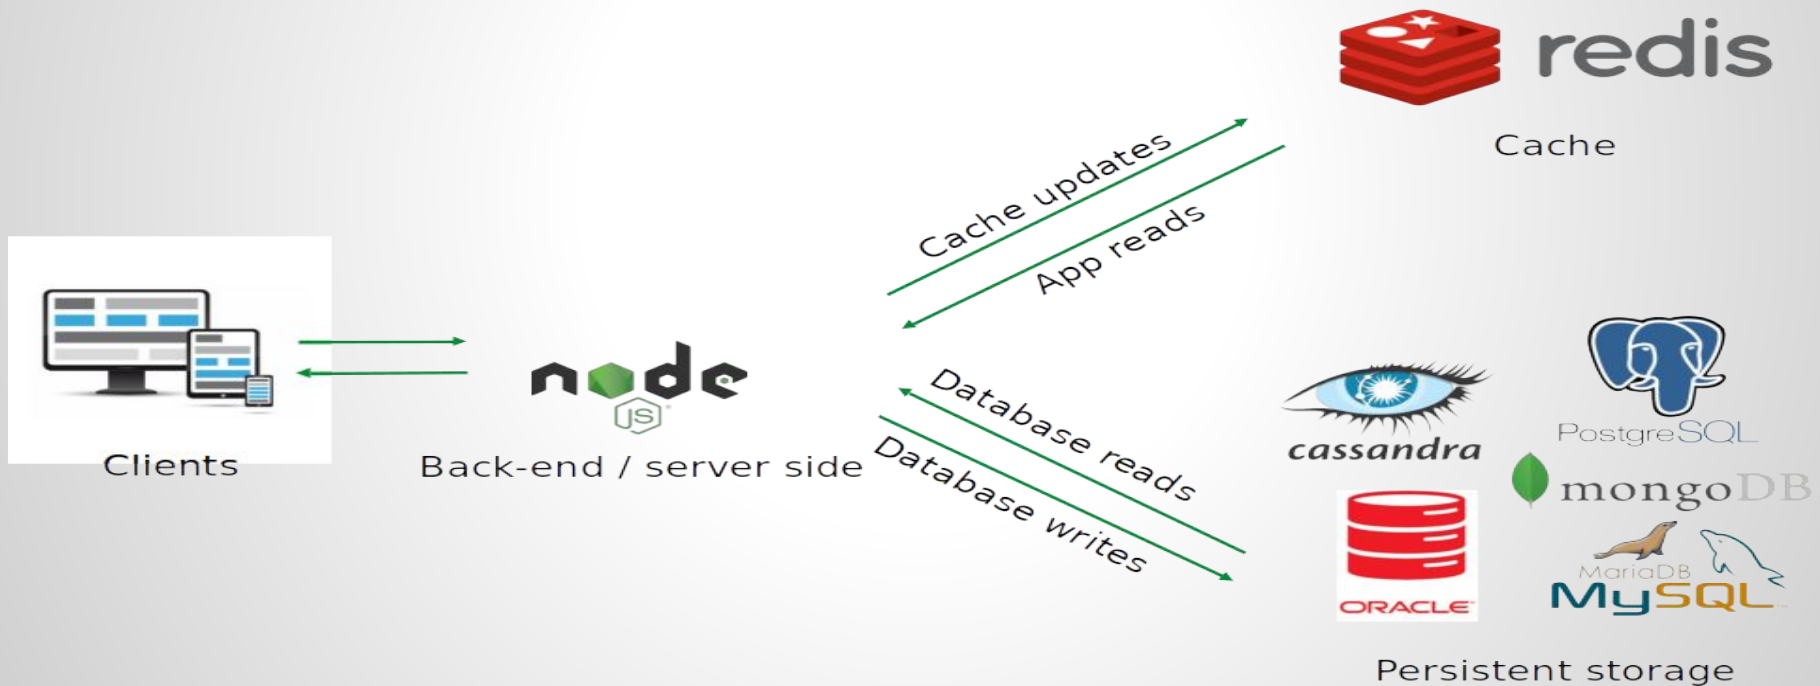 redis
Cache
Cache updates
App reads
node
JS
Clients
Back-end / server side
Database reads
Database writes
cassandra
PostgreSQL
mongoDB
ORACLE
MariaDB
MySQL
Persistent storage